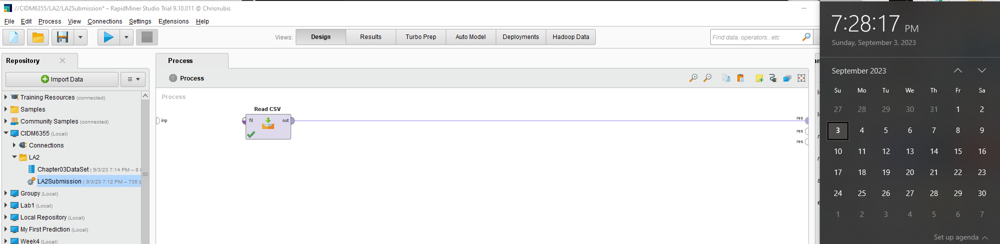 //CIDM6355/LA2/LA2Submission* – RapidMiner Studio Trial 9.10.011 @ Chrisnubis
File Edit Process View Connections Settings Extensions Help
Views: Design Results Turbo Prep Auto Model Deployments Hadoop Data
Find data, operators...etc
Repository
Import Data
Training Resources (connected)
Samples
Community Samples (connected)
CIDM6355 (Local)
Connections
LA2
Chapter03DataSet ( 9/3/23 7:14 PM – 8
LA2Submission ( 9/3/23 7:12 PM – 735
Groupy (Local)
Lab1 (Local)
Local Repository (Local)
My First Prediction (Local)
Week4 (Local)
Process
Process
Process
Read CSV
inp
fil out
res
res
res
7:28:17 PM
Sunday, September 3, 2023
September 2023
Su Mo Tu We Th Fr Sa
27 28 29 30 31 1 2
3 4 5 6 7 8 9
10 11 12 13 14 15 16
17 18 19 20 21 22 23
24 25 26 27 28 29 30
1 2 3 4 5 6 7
Set up agenda